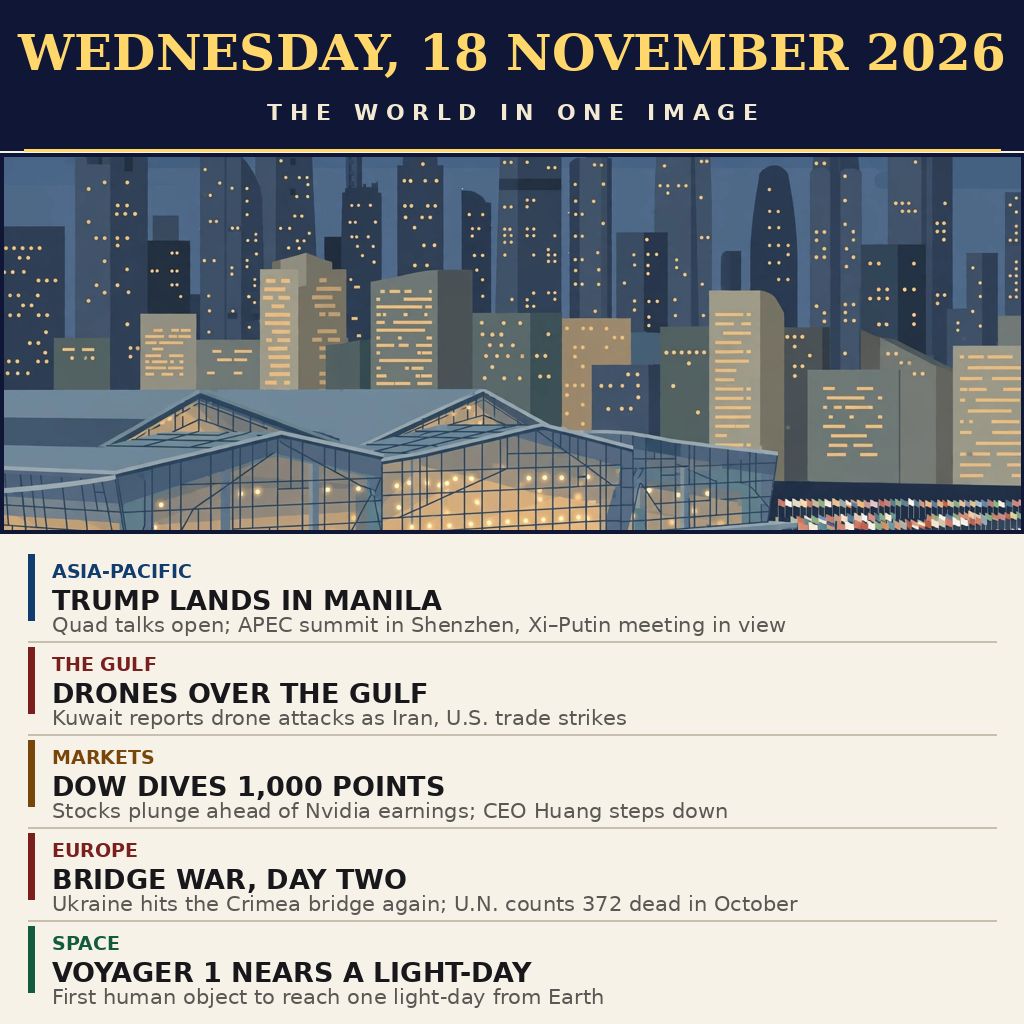 WEDNESDAY, 18 NOVEMBER 2026
THE WORLD IN ONE IMAGE
ASIA-PACIFIC
TRUMP LANDS IN MANILA
Quad talks open; APEC summit in Shenzhen, Xi–Putin meeting in view
THE GULF
DRONES OVER THE GULF
Kuwait reports drone attacks as Iran, U.S. trade strikes
MARKETS
DOW DIVES 1,000 POINTS
Stocks plunge ahead of Nvidia earnings; CEO Huang steps down
EUROPE
BRIDGE WAR, DAY TWO
Ukraine hits the Crimea bridge again; U.N. counts 372 dead in October
SPACE
VOYAGER 1 NEARS A LIGHT-DAY
First human object to reach one light-day from Earth